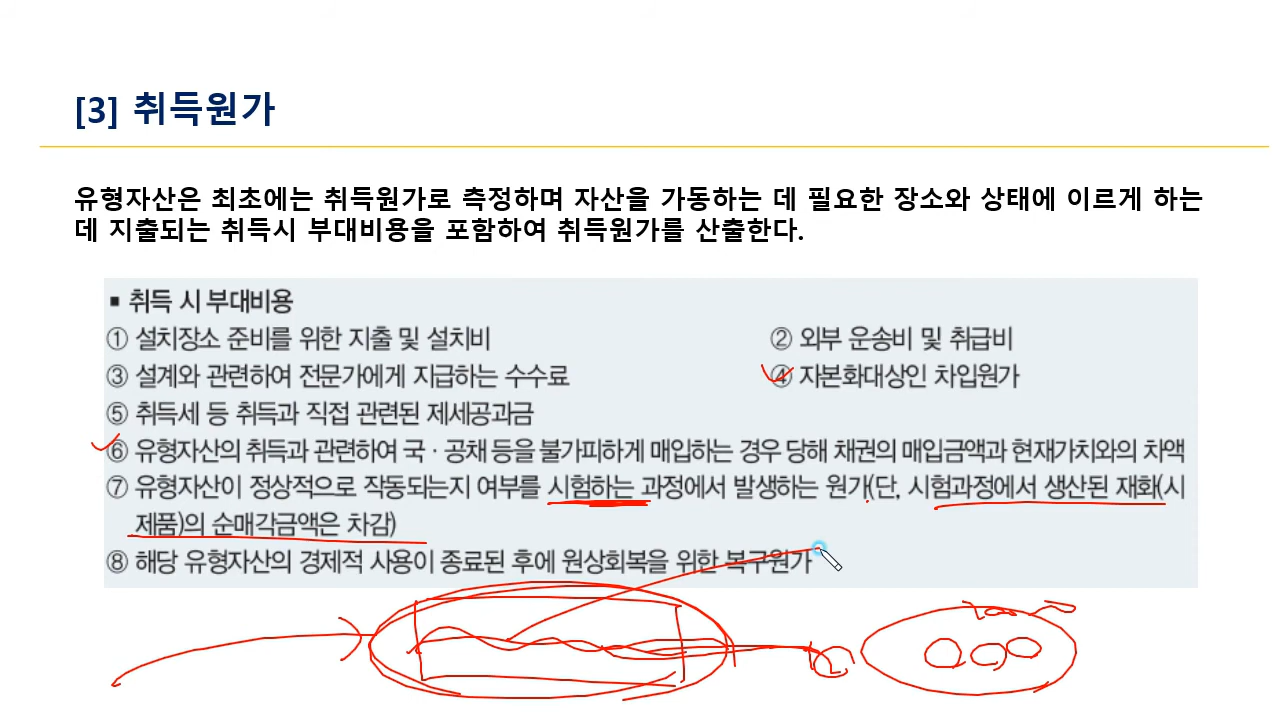 [3] 취득원가
유형자산은 최초에는 취득원가로 측정하며 자산을 가동하는 데 필요한 장소와 상태에 이르게 하는
데 지출되는 취득시 부대비용을 포함하여 취득원가를 산출한다.
▪ 취득 시 부대비용
① 설치장소 준비를 위한 지출 및 설치비 ② 외부 운송비 및 취급비
③ 설계와 관련하여 전문가에게 지급하는 수수료 ④ 자본화대상인 차입원가
⑤ 취득세 등 취득과 직접 관련된 제세공과금
⑥ 유형자산의 취득과 관련하여 국 · 공채 등을 불가피하게 매입하는 경우 당해 채권의 매입금액과 현재가치와의 차액
⑦ 유형자산이 정상적으로 작동되는지 여부를 시험하는 과정에서 발생하는 원가(단, 시험과정에서 생산된 재화(시
제품)의 순매각금액은 차감)
⑧ 해당 유형자산의 경제적 사용이 종료된 후에 원상회복을 위한 복구원가